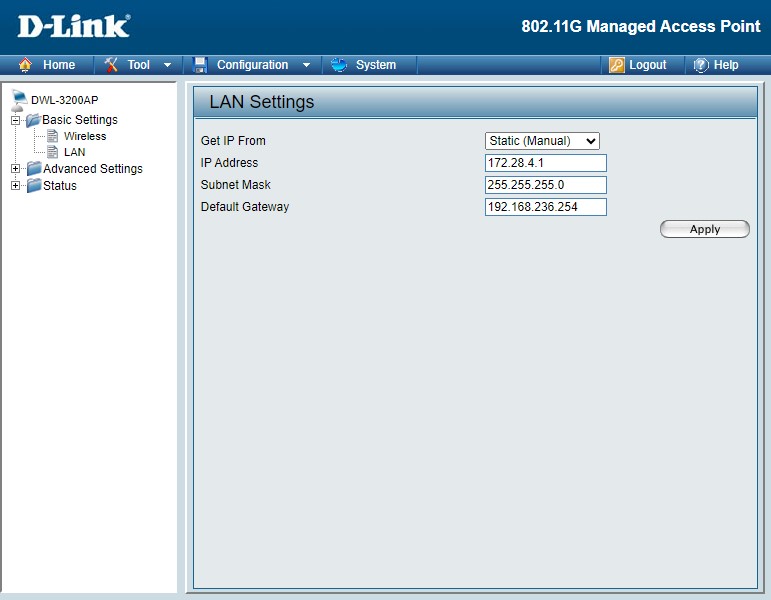 D-Link
802.11G Managed Access Point
Home Tool Configuration System Logout Help
DWL-3200AP
Basic Settings
Wireless
LAN
Advanced Settings
Status
LAN Settings
Get IP From Static (Manual)
IP Address 172.28.4.1
Subnet Mask 255.255.255.0
Default Gateway 192.168.236.254
Apply